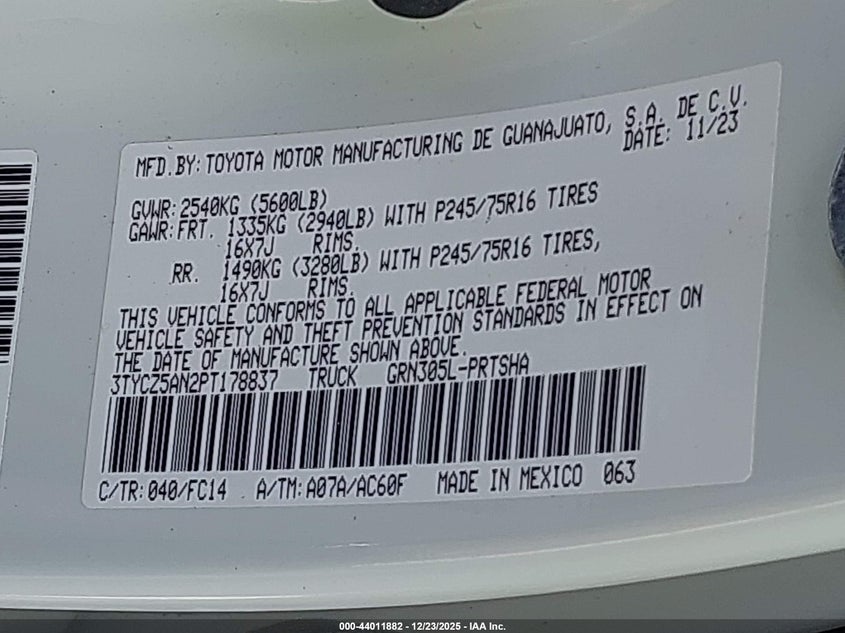 MFD.BY: TOYOTA MOTOR MANUFACTURING DE GUANAJUATO, S.A. DE C.V.
DATE: 11/23
GVWR: 2540KG (5600LB)
GAWR: FRT. 1335KG (2940LB) WITH P245/75R16 TIRES
16X7J RIMS.
RR. 1490KG (3280LB) WITH P245/75R16 TIRES,
16X7J RIMS.
THIS VEHICLE CONFORMS TO ALL APPLICABLE FEDERAL MOTOR
VEHICLE SAFETY AND THEFT PREVENTION STANDARDS IN EFFECT ON
THE DATE OF MANUFACTURE SHOWN ABOVE.
3TYCZ5AN2PT178837 TRUCK GRN305L-PRTSHA
C/TR: 040/FC14 A/TM: A07A/AC60F MADE IN MEXICO 063
000-44011882 - 12/23/2025 - IAA Inc.